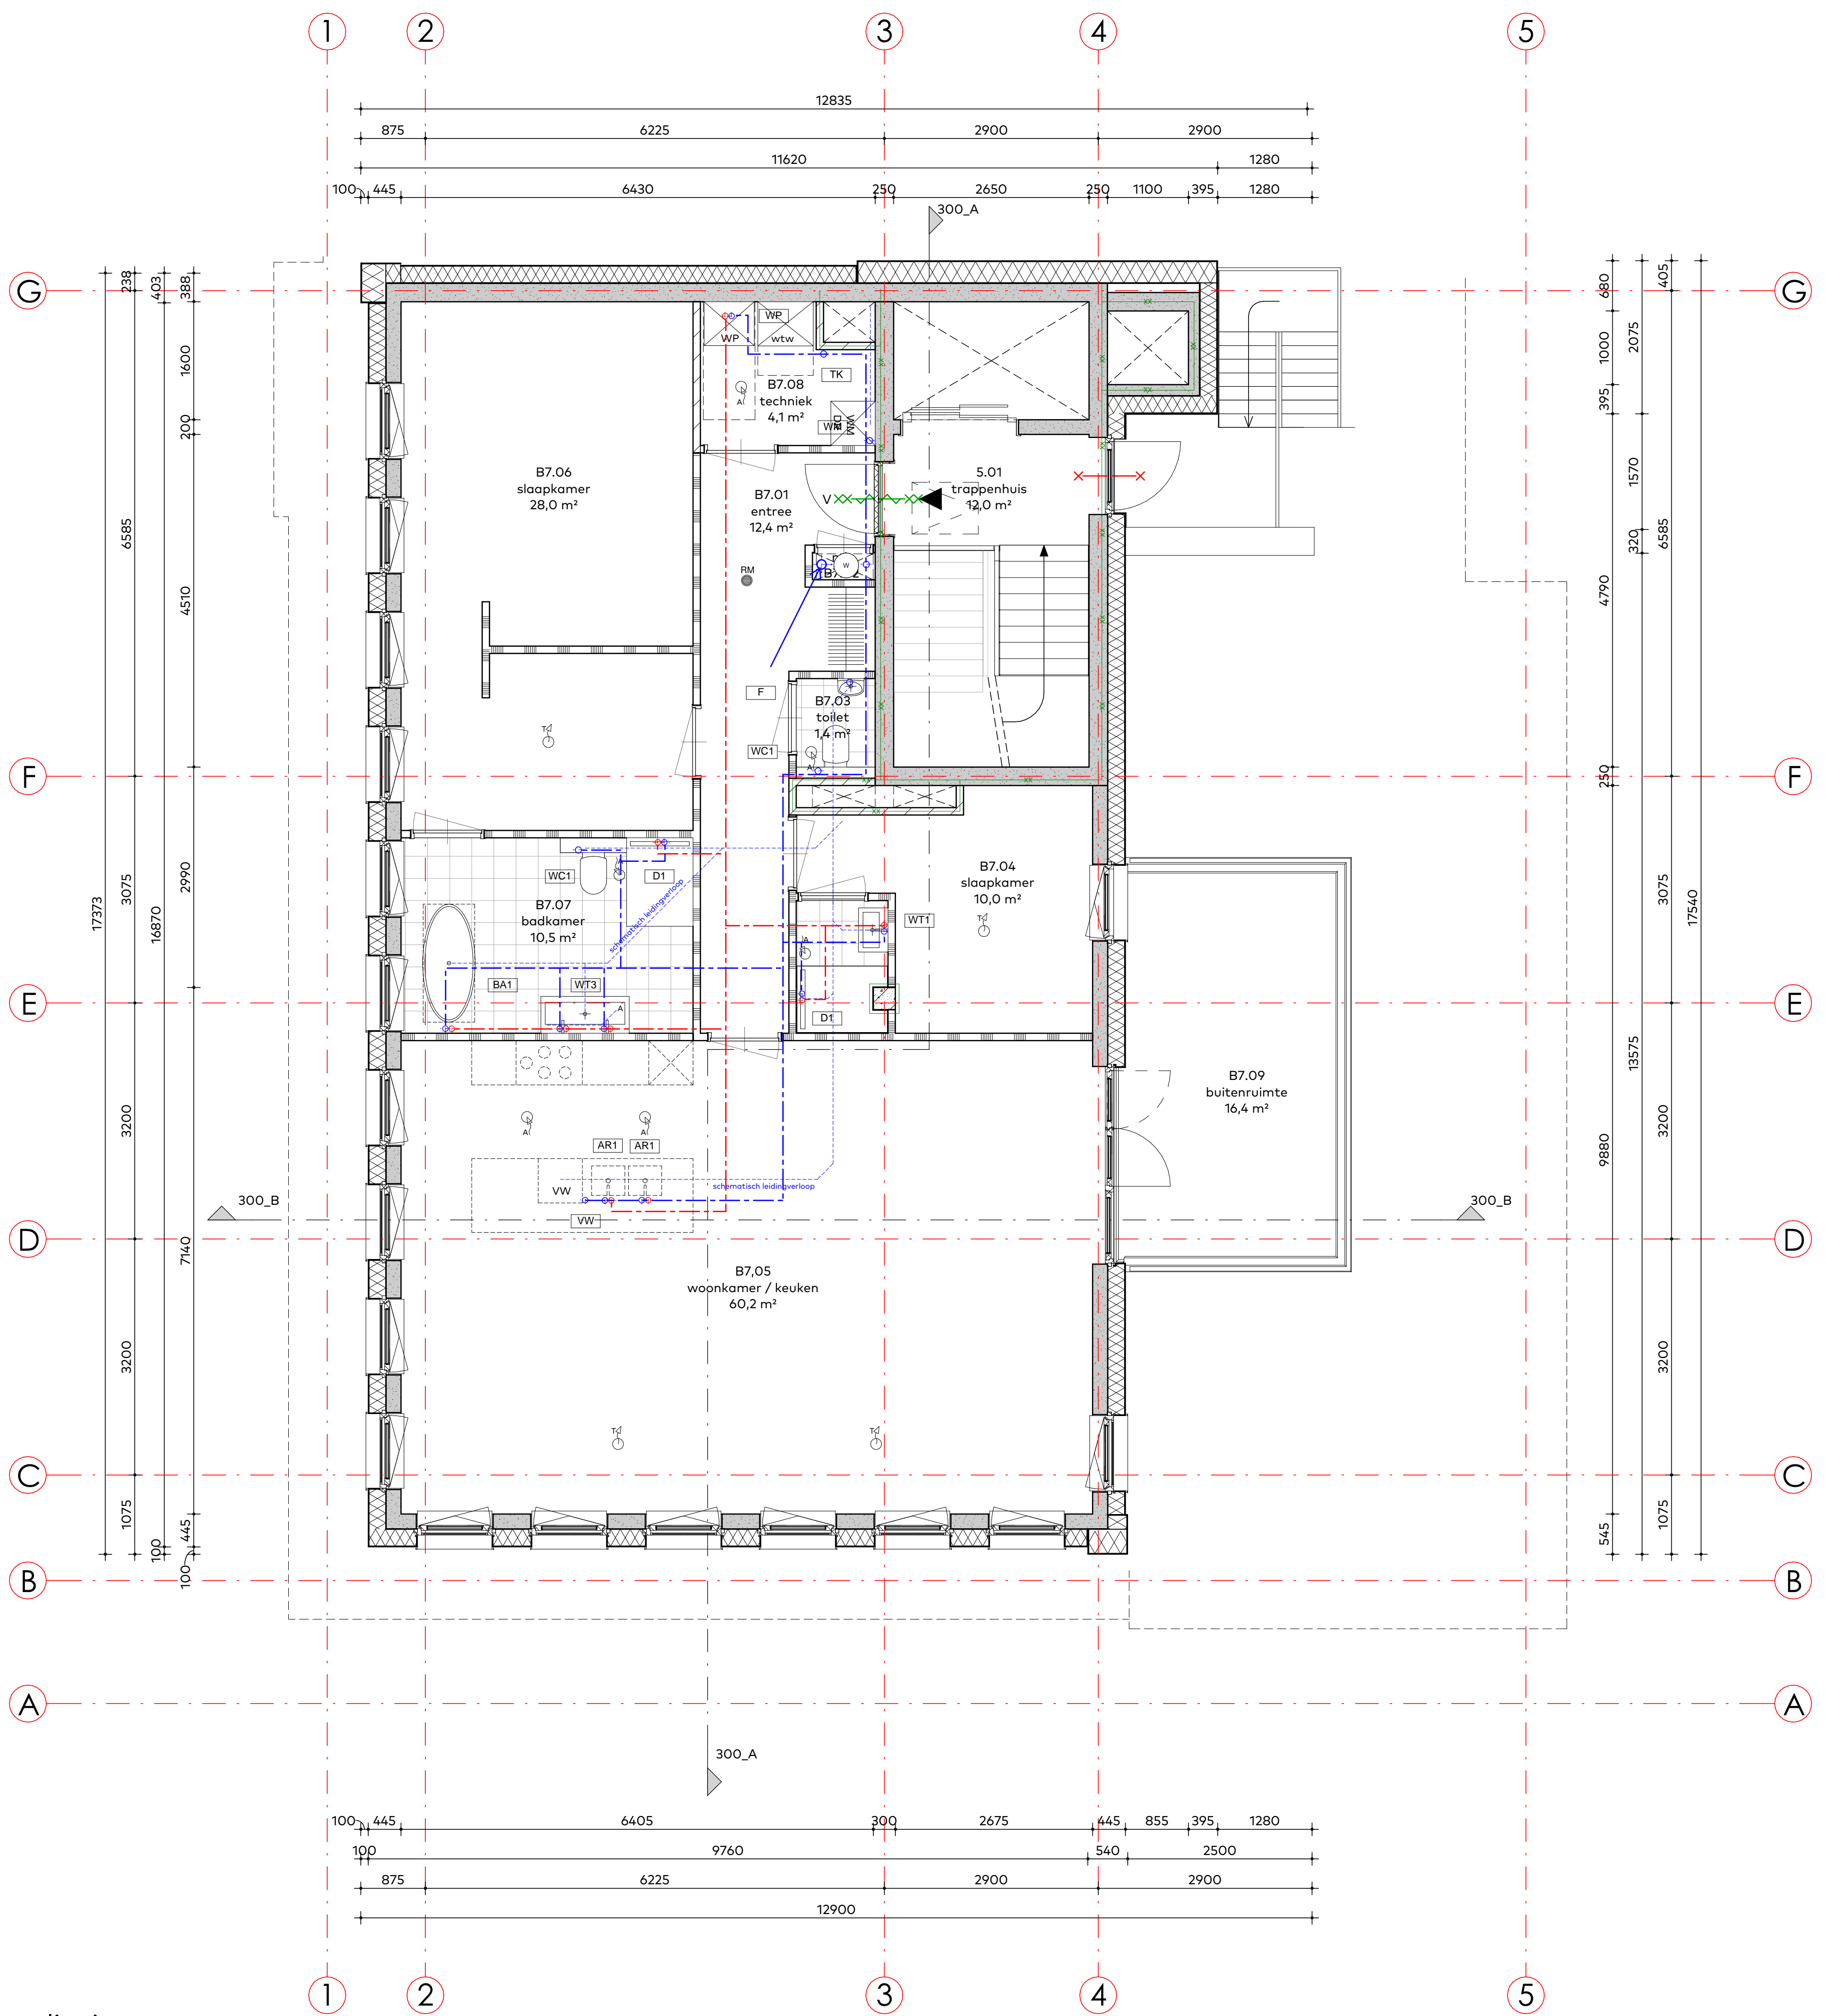 1
2
3
4
5
12835
875
6225
2900
2900
11620
1280
100
445
6430
250
2650
250
1100
395
1280
300_A
G
G
238
403
388
680
405
1600
1000
2075
200
395
6585
4510
1570
320
4790
6585
WP
WP
wtw
TK
B7.08
techniek
4,1 m²
A
WM
B7.06
slaapkamer
28,0 m²
B7.01
entree
12,4 m²
V
5.01
trappenhuis
12,0 m²
W
RM
F
B7.03
toilet
1,4 m²
WC1
A
T
F
F
250
WC1
D1
B7.07
badkamer
10,5 m²
schematisch leidingverloop
BA1
WT3
A
B7.04
slaapkamer
10,0 m²
WT1
T
A
D1
17373
3075
16870
2990
3075
17540
E
E
3200
13575
9880
3200
B7.09
buitenruimte
16,4 m²
A
A
AR1
AR1
VW
VW
schematisch leidingverloop
300_B
300_B
D
D
7140
B7,05
woonkamer / keuken
60,2 m²
3200
3200
T
T
C
C
1075
445
100
100
545
1075
B
B
A
A
300_A
100
445
6405
300
2675
445
855
395
1280
100
9760
540
2500
875
6225
2900
2900
12900
1
2
3
4
5